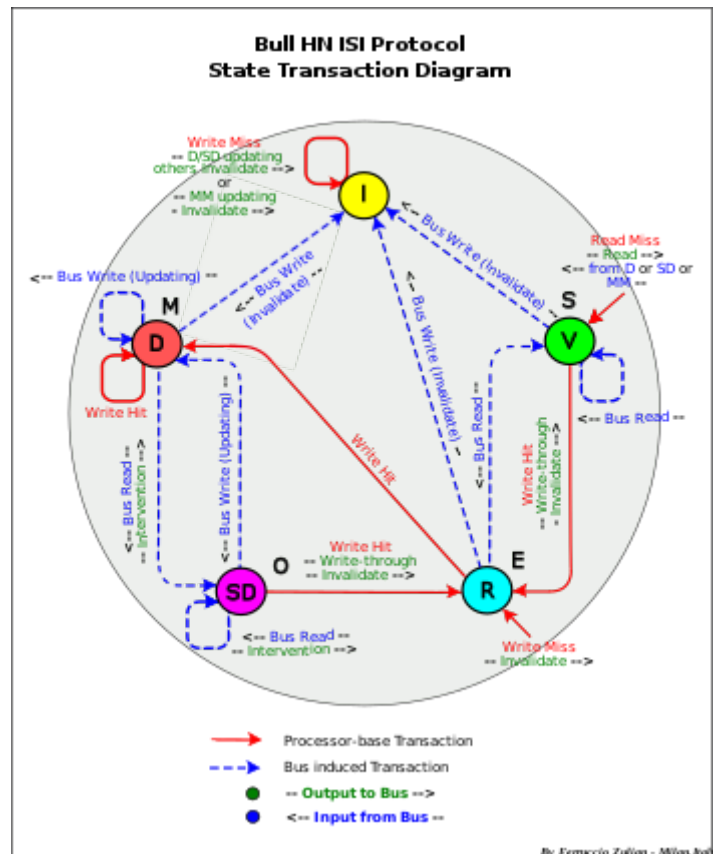 Bull HN ISI Protocol
State Transaction Diagram
Write Miss
-- D/SD updating
others Invalidate -->
or
-- MM updating
- Invalidate -->
I
<-- Bus Write (Invalidate) --
Read Miss
-- Read -->
<-- from D or SD or
MM --
<-- Bus Write (Updating) --
<-- Bus Write
(Invalidate) --
<-- Bus Write (Invalidate) --
M
S
D
V
Write Hit
<-- Bus Read --
<-- Bus Read --
-- Intervention -->
<-- Bus Write (Updating) --
Write Hit
<-- Bus Read --
Write Hit
-- Write-through
- Invalidate -->
O
Write Hit
-- Write-through
- Invalidate -->
E
SD
R
<-- Bus Read --
-- Intervention -->
Write Miss
-- Invalidate -->
Processor-base Transaction
Bus induced Transaction
-- Output to Bus -->
<-- Input from Bus --
By Ferruccio Zulian - Milan